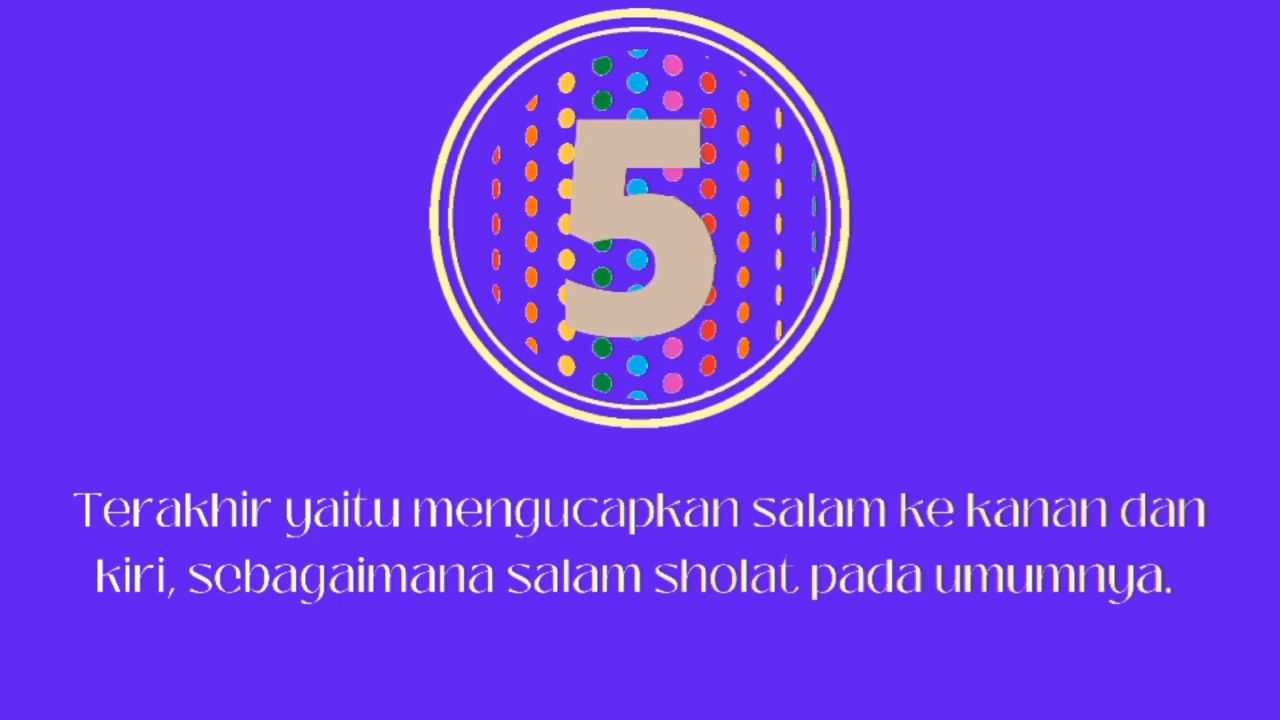 5
Terakhir yaitu mengucapkan salam ke kanan dan
kiri, sebagaimana salam sholat pada umumnya.